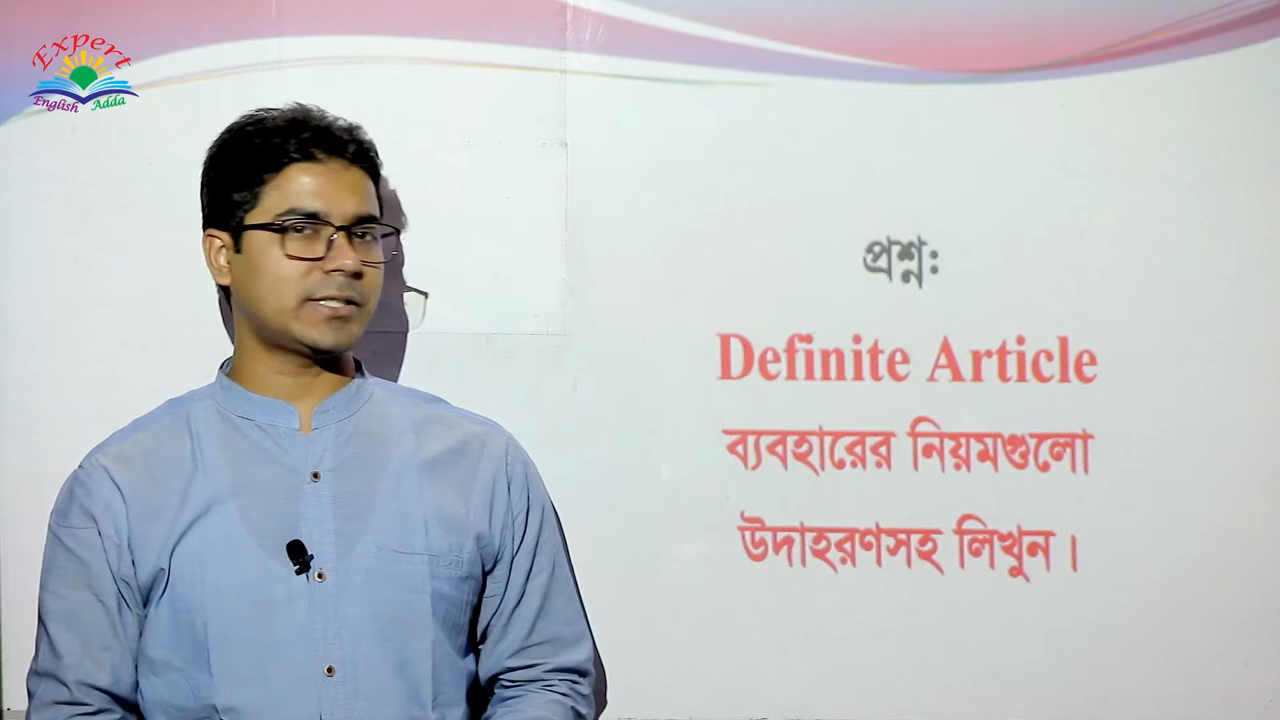 Expert
English Adda
প্রশ্ন:
Definite Article
ব্যবহারের নিয়মগুলো
উদাহরণসহ লিখুন।